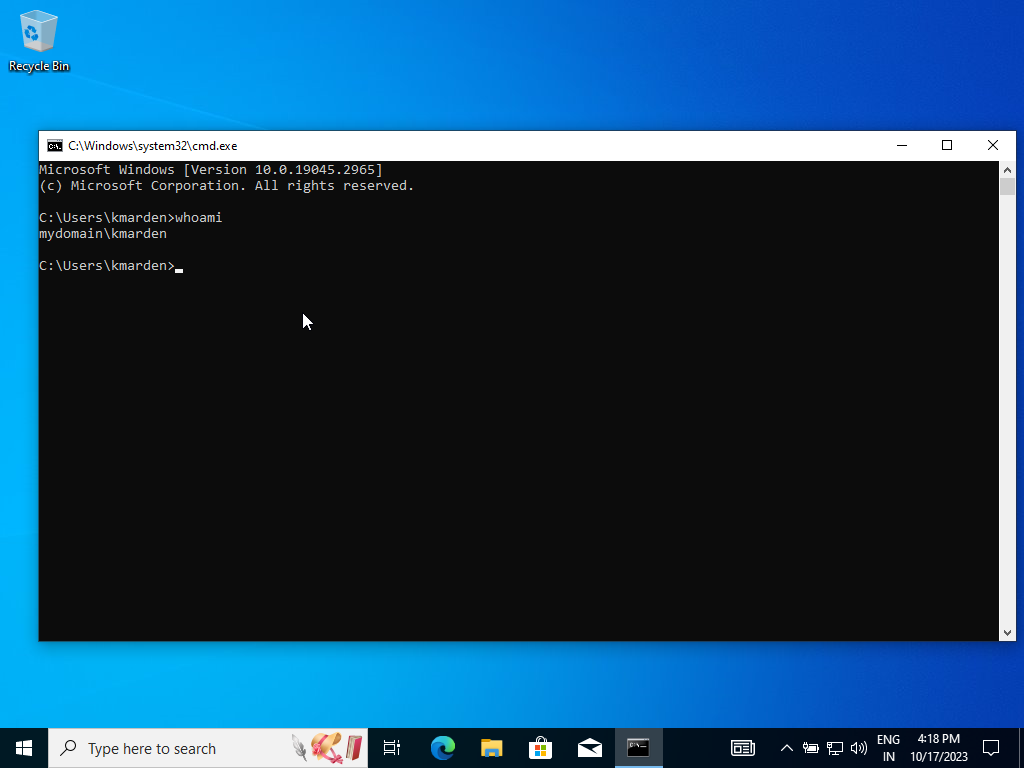 Recycle Bin
C:\Windows\system32\cmd.exe
Microsoft Windows [Version 10.0.19045.2965]
(c) Microsoft Corporation. All rights reserved.
C:\Users\kmarden>whoami
mydomain\kmarden
C:\Users\kmarden>
Type here to search
ENG
IN
4:18 PM
10/17/2023